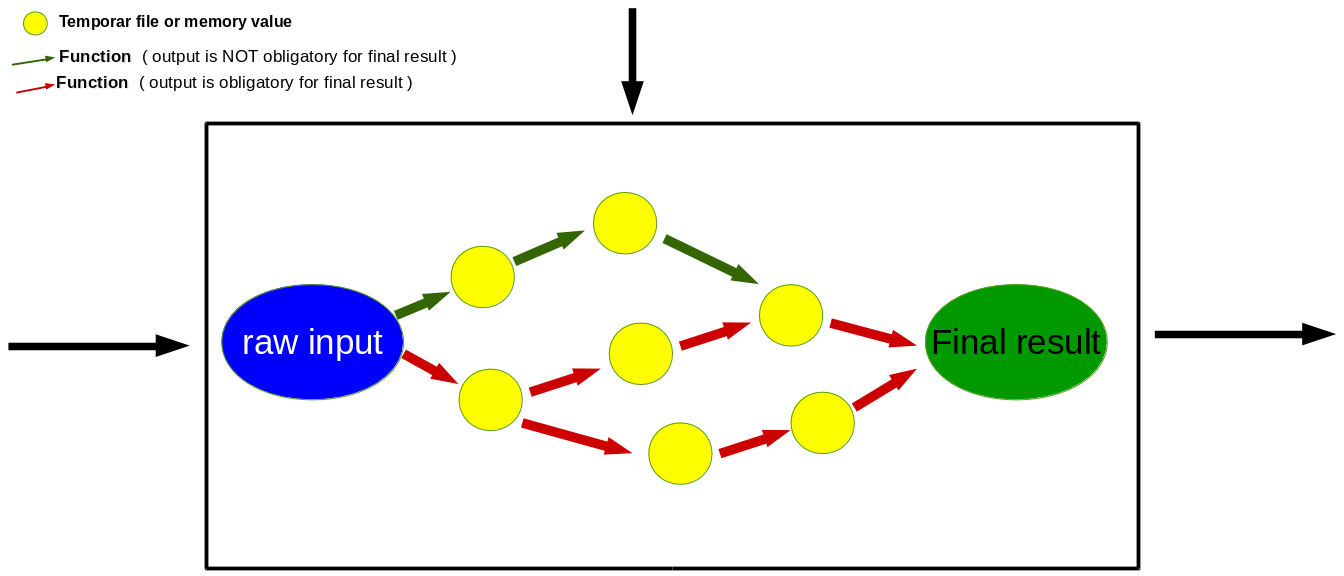 Temporar file or memory value
Function ( output is NOT obligatory for final result )
Function ( output is obligatory for final result )
raw input
Final result